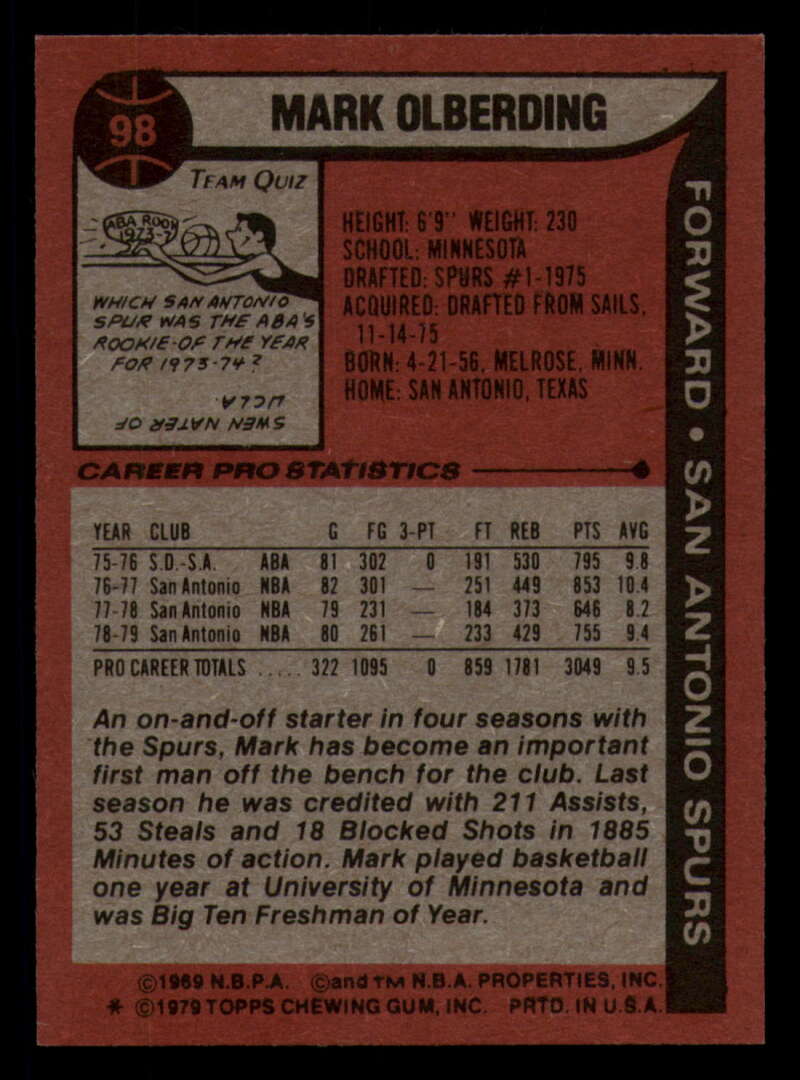 98
MARK OLBERDING
TEAM QUIZ
ABA ROOK
1973-7
WHICH SAN ANTONIO
SPUR WAS THE ABA'S
ROOKIE-OF THE YEAR
FOR 1973-74?
SWEN NATER OF
UCLA.
HEIGHT: 6'9" WEIGHT: 230
SCHOOL: MINNESOTA
DRAFTED: SPURS #1-1975
ACQUIRED: DRAFTED FROM SAILS,
11-14-75
BORN: 4-21-56, MELROSE, MINN.
HOME: SAN ANTONIO, TEXAS
FORWARD • SAN ANTONIO SPURS
CAREER PRO STATISTICS
YEAR CLUB G FG 3-PT FT REB PTS AVG
75-76 S.D.-S.A. ABA 81 302 0 191 530 795 9.8
76-77 San Antonio NBA 82 301 — 251 449 853 10.4
77-78 San Antonio NBA 79 231 — 184 373 646 8.2
78-79 San Antonio NBA 80 261 — 233 429 755 9.4
PRO CAREER TOTALS ..... 322 1095 0 859 1781 3049 9.5
An on-and-off starter in four seasons with
the Spurs, Mark has become an important
first man off the bench for the club. Last
season he was credited with 211 Assists,
53 Steals and 18 Blocked Shots in 1885
Minutes of action. Mark played basketball
one year at University of Minnesota and
was Big Ten Freshman of Year.
©1969 N.B.P.A. ©and TM N.B.A. PROPERTIES, INC.
* ©1979 TOPPS CHEWING GUM, INC. PRTD. IN U.S.A.